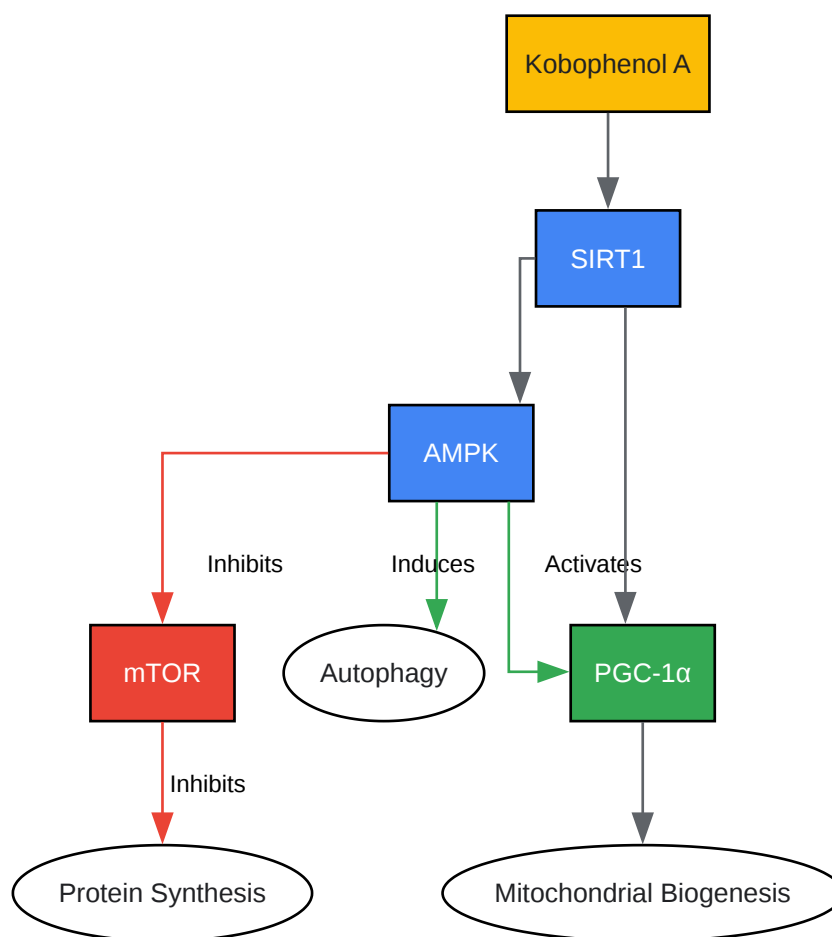 Kobophenol A
SIRT1
AMPK
Inhibits
Induces
Activates
mTOR
Autophagy
PGC-1α
Inhibits
Protein Synthesis
Mitochondrial Biogenesis